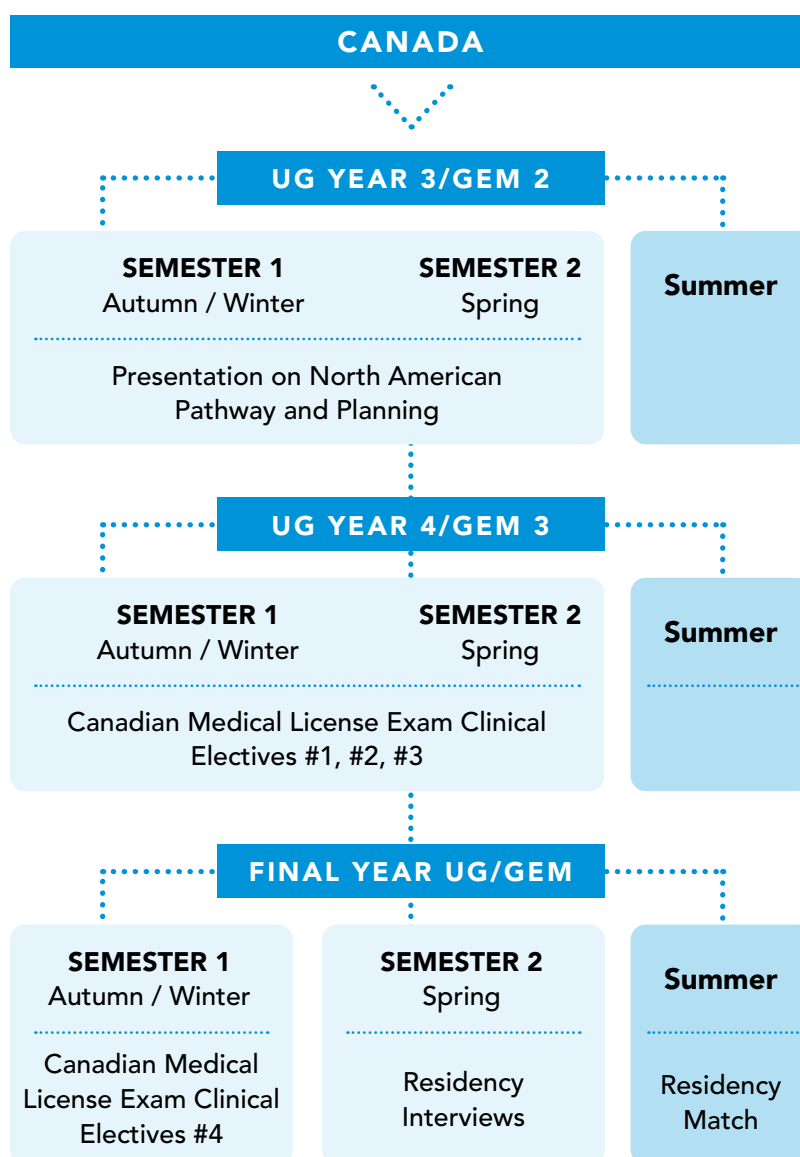 CANADA
UG YEAR 3/GEM 2
SEMESTER 1
Autumn / Winter
SEMESTER 2
Spring
Presentation on North American
Pathway and Planning
Summer
UG YEAR 4/GEM 3
SEMESTER 1
Autumn / Winter
SEMESTER 2
Spring
Canadian Medical License Exam Clinical
Electives #1, #2, #3
Summer
FINAL YEAR UG/GEM
SEMESTER 1
Autumn / Winter
Canadian Medical
License Exam Clinical
Electives #4
SEMESTER 2
Spring
Residency
Interviews
Summer
Residency
Match